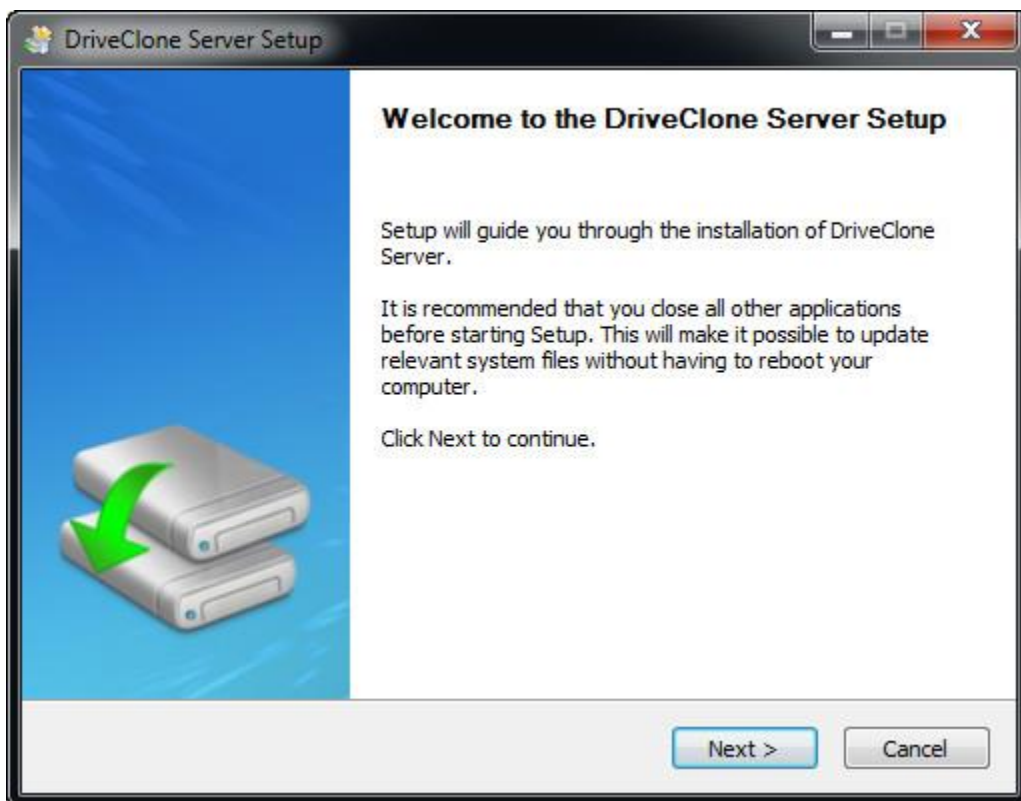 DriveClone Server Setup
Welcome to the DriveClone Server Setup
Setup will guide you through the installation of DriveClone
Server.
It is recommended that you close all other applications
before starting Setup. This will make it possible to update
relevant system files without having to reboot your
computer.
Click Next to continue.
Next >
Cancel